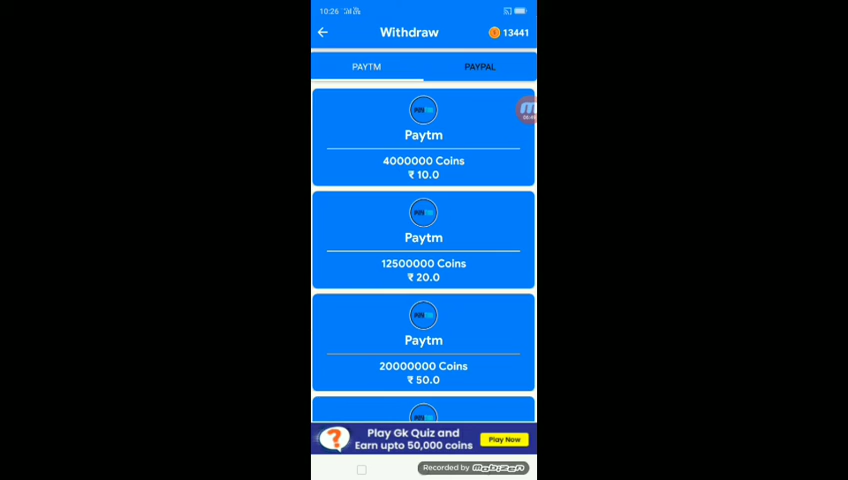 10:26
Withdraw
13441
PAYTM
PAYPAL
Paytm
4000000 Coins
₹ 10.0
Paytm
12500000 Coins
₹ 20.0
Paytm
20000000 Coins
₹ 50.0
Play Gk Quiz and
Earn upto 50,000 coins
Play Now
Recorded by mobizen